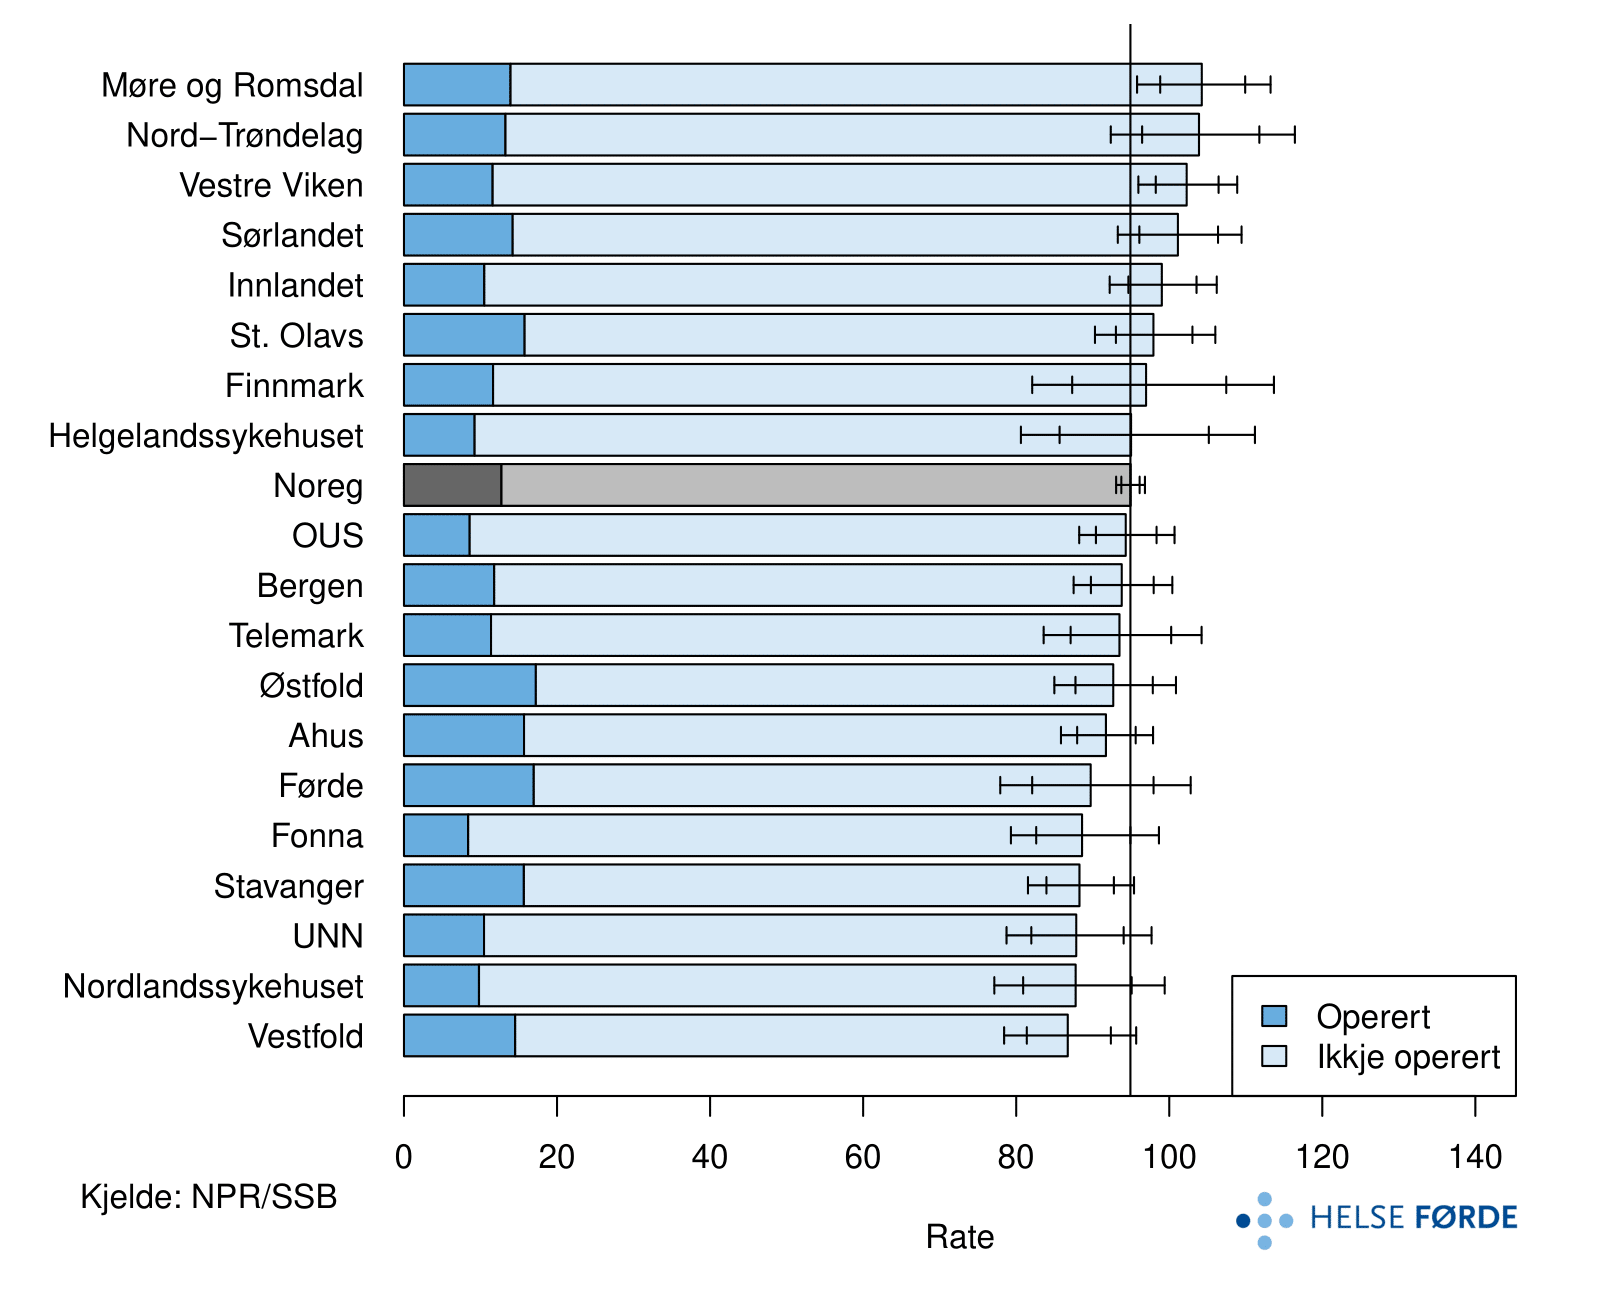 Møre og Romsdal
Nord−Trøndelag
Vestre Viken
Sørlandet
Innlandet
St. Olavs
Finnmark
Helgelandssykehuset
Noreg
OUS
Bergen
Telemark
Østfold
Ahus
Førde
Fonna
Stavanger
UNN
Nordlandssykehuset
Vestfold
Operert
Ikkje operert
0 20 40 60 80 100 120 140
Kjelde: NPR/SSB
Rate
HELSE FØRDE